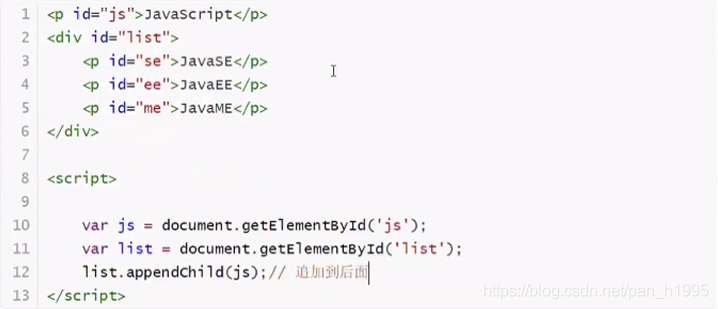 1 <p id="js">JavaScript</p>
2 <div id="list">
3     <p id="se">JavaSE</p>
4     <p id="ee">JavaEE</p>
5     <p id="me">JavaME</p>
6 </div>
7
8 <script>
9
10     var js = document.getElementById('js');
11     var list = document.getElementById('list');
12     list.appendChild(js);// 追加到后面
13 </script>
https://blog.csdn.net/pan_h1995